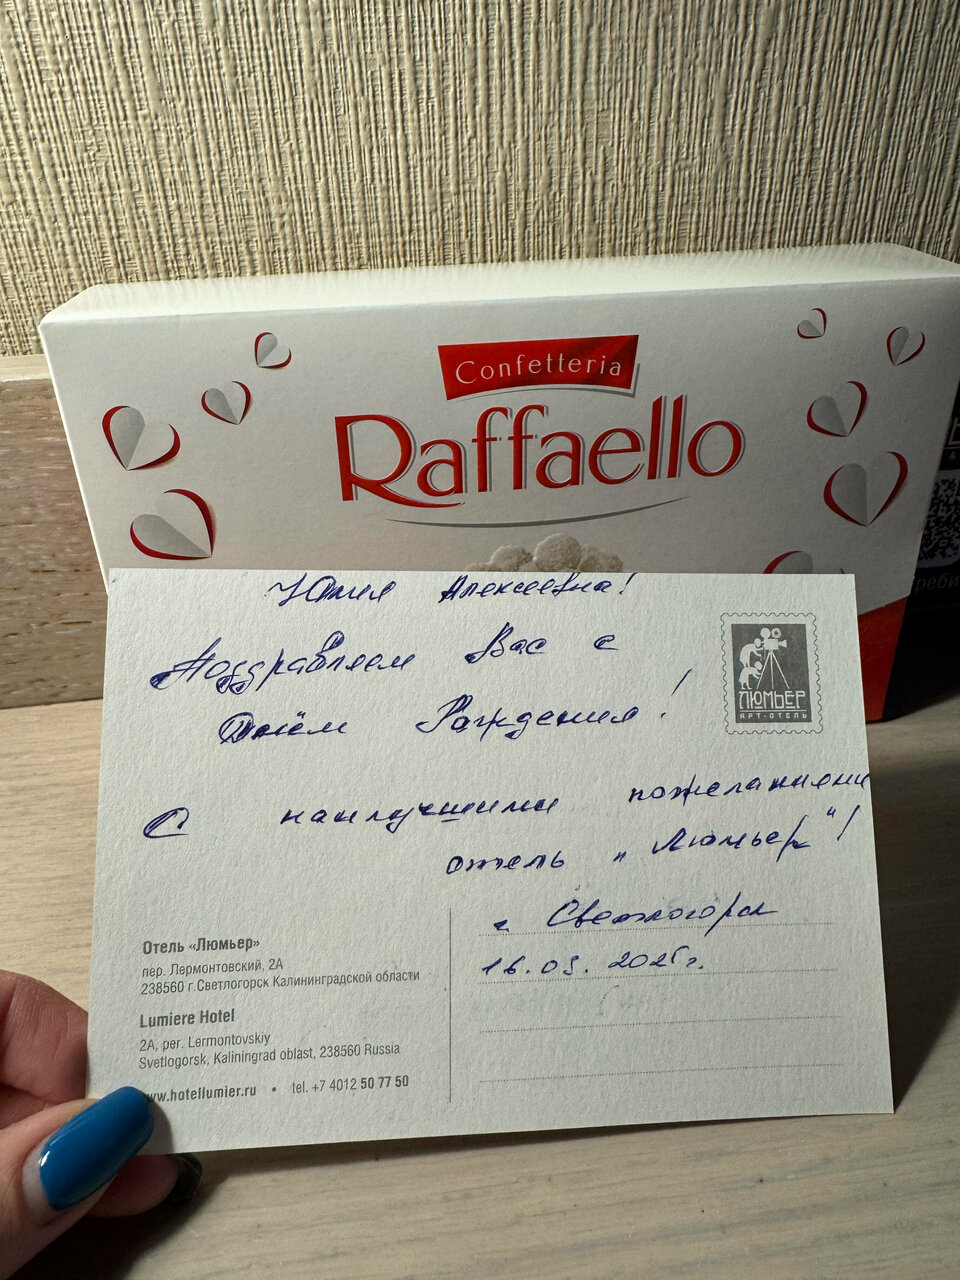 Confetteria
Raffaello
Юлия Алексеевна!
Поздравляем Вас с
Днём Рождения!
С наилучшими пожеланиями
отель „Люмьер"!
г. Светлогорск
16.03.2025г.
ЛЮМЬЕР
АРТ-ОТЕЛЬ
Отель «Люмьер»
пер. Лермонтовский, 2А
238560 г.Светлогорск Калининградской области
Lumiere Hotel
2A, per. Lermontovskiy
Svetlogorsk, Kaliningrad oblast, 238560 Russia
www.hotellumier.ru • tel. +7 4012 50 77 50